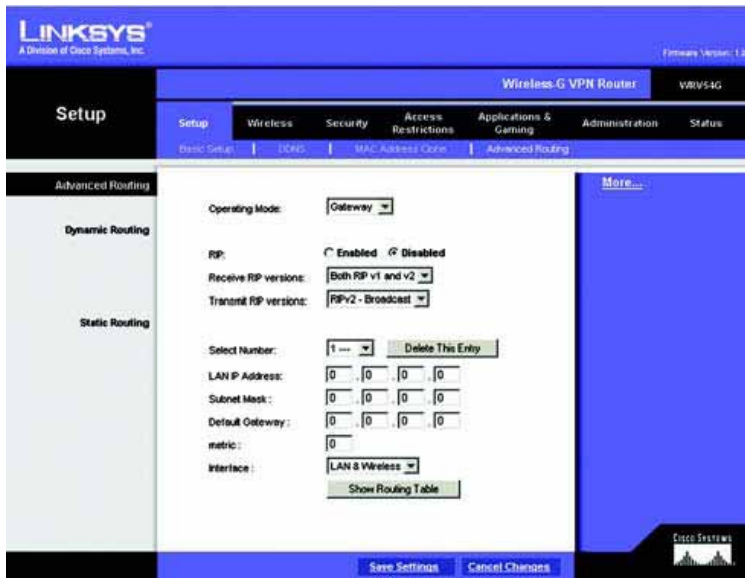 LINKSYS®
A Division of Cisco Systems, Inc.
Firmware Version: 1.0
Wireless-G VPN Router WRV54G
Setup
Setup Wireless Security Access Restrictions Applications & Gaming Administration Status
Basic Setup | DDNS | MAC Address Clone | Advanced Routing
Advanced Routing
More...
Operating Mode: Gateway
Dynamic Routing
RIP: Enabled Disabled
Receive RIP versions: Both RIP v1 and v2
Transmit RIP versions: RIPv2 - Broadcast
Static Routing
Select Number: 1 --- Delete This Entry
LAN IP Address: 0 . 0 . 0 . 0
Subnet Mask : 0 . 0 . 0 . 0
Default Gateway : 0 . 0 . 0 . 0
metric : 0
Interface : LAN & Wireless
Show Routing Table
Save Settings Cancel Changes
Cisco Systems